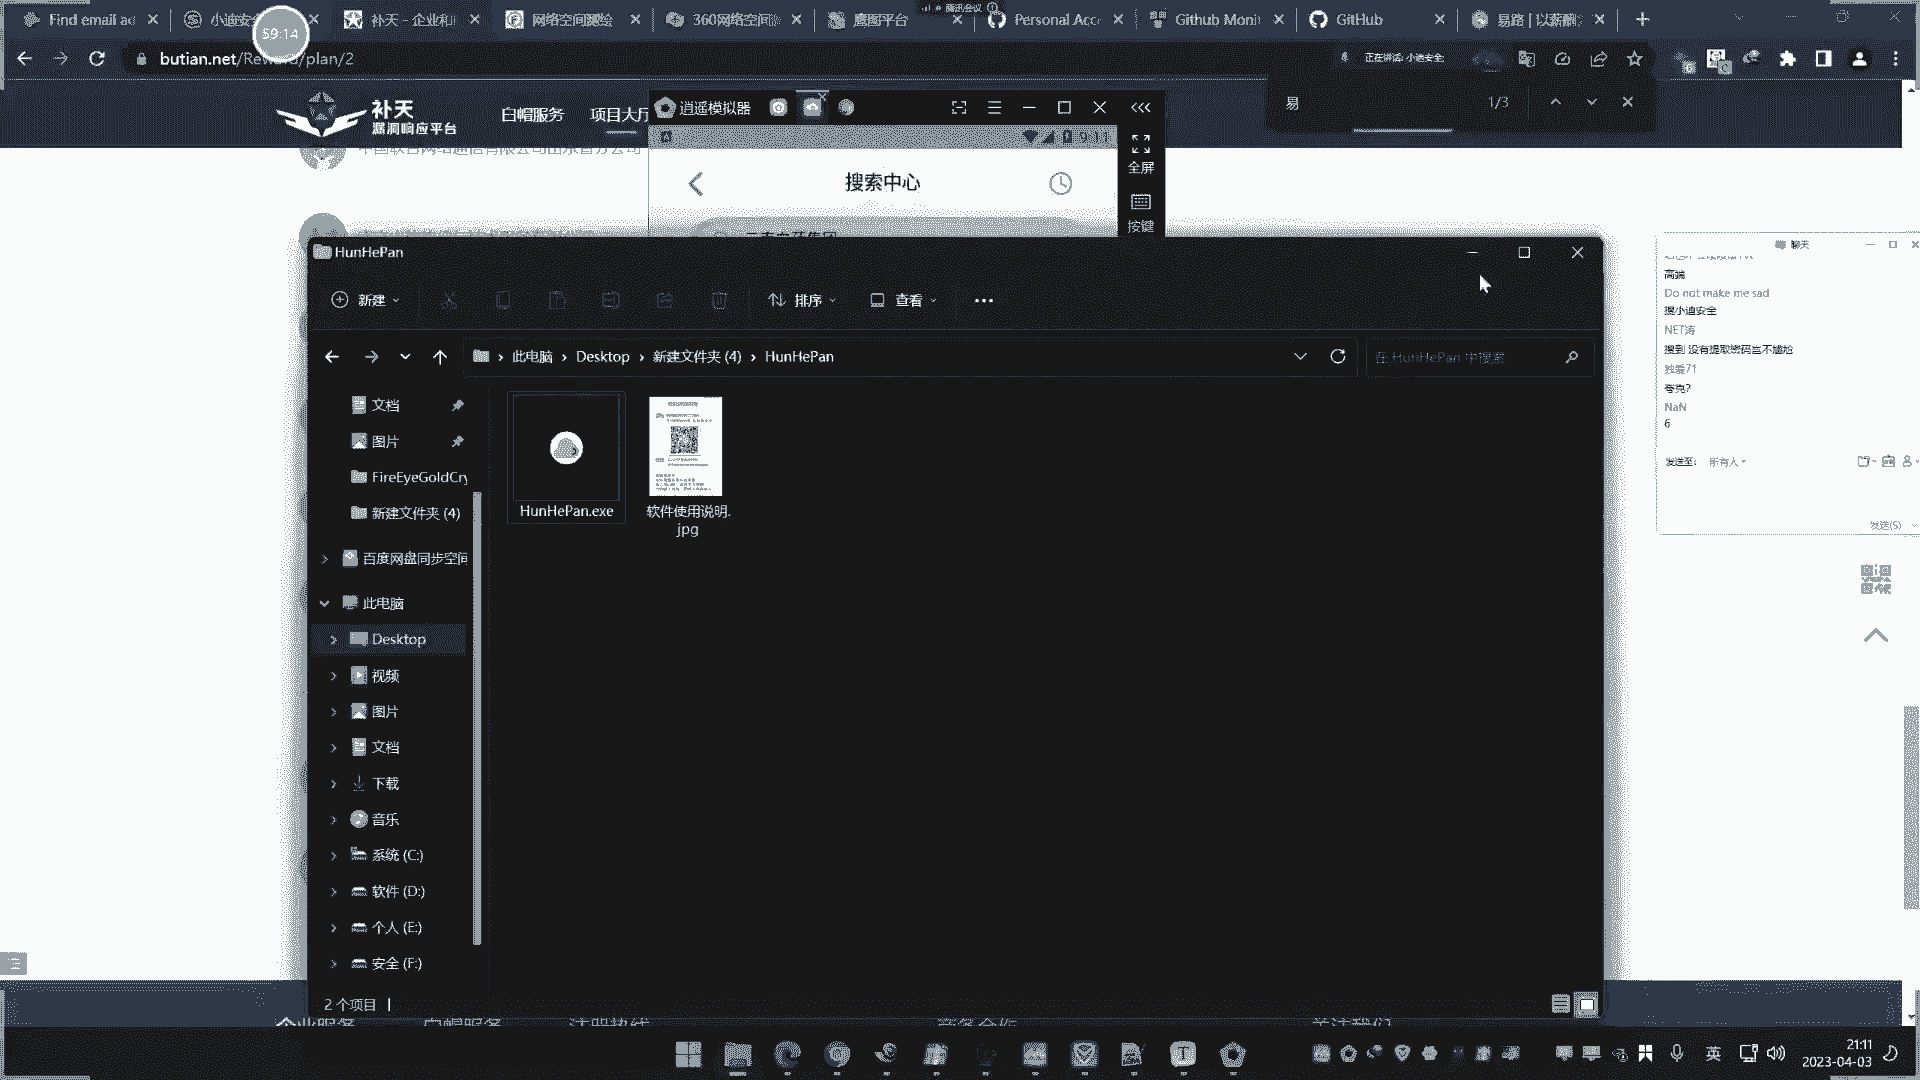 Find email ad
小迪安
补天 - 企业和
网络空间测绘
360网络空间
鹰图平台
腾讯会议
Personal Acc
Github Moni
GitHub
易路 | 以薪酬
59:14
butian.net/Reward/plan/2
正在讲话: 小迪安全
补天
漏洞响应平台
白帽服务
项目大厅
易
1/3
逍遥模拟器
9:11
搜索中心
全屏
按键
HunHePan
新建
排序
查看
此电脑
Desktop
新建文件夹 (4)
HunHePan
在 HunHePan 中搜索
文档
图片
FireEyeGoldCry
新建文件夹 (4)
百度网盘同步空间
此电脑
Desktop
视频
图片
文档
下载
音乐
系统 (C:)
软件 (D:)
个人 (E:)
安全 (F:)
HunHePan.exe
软件使用说明.
jpg
2 个项目
聊天
高端
Do not make me sad
搜小迪安全
NET涛
搜到 没有提取密码岂不尴尬
独爱71
夸克?
NaN
6
发送至:
所有人
发送(S)
英
21:11
2023-04-03